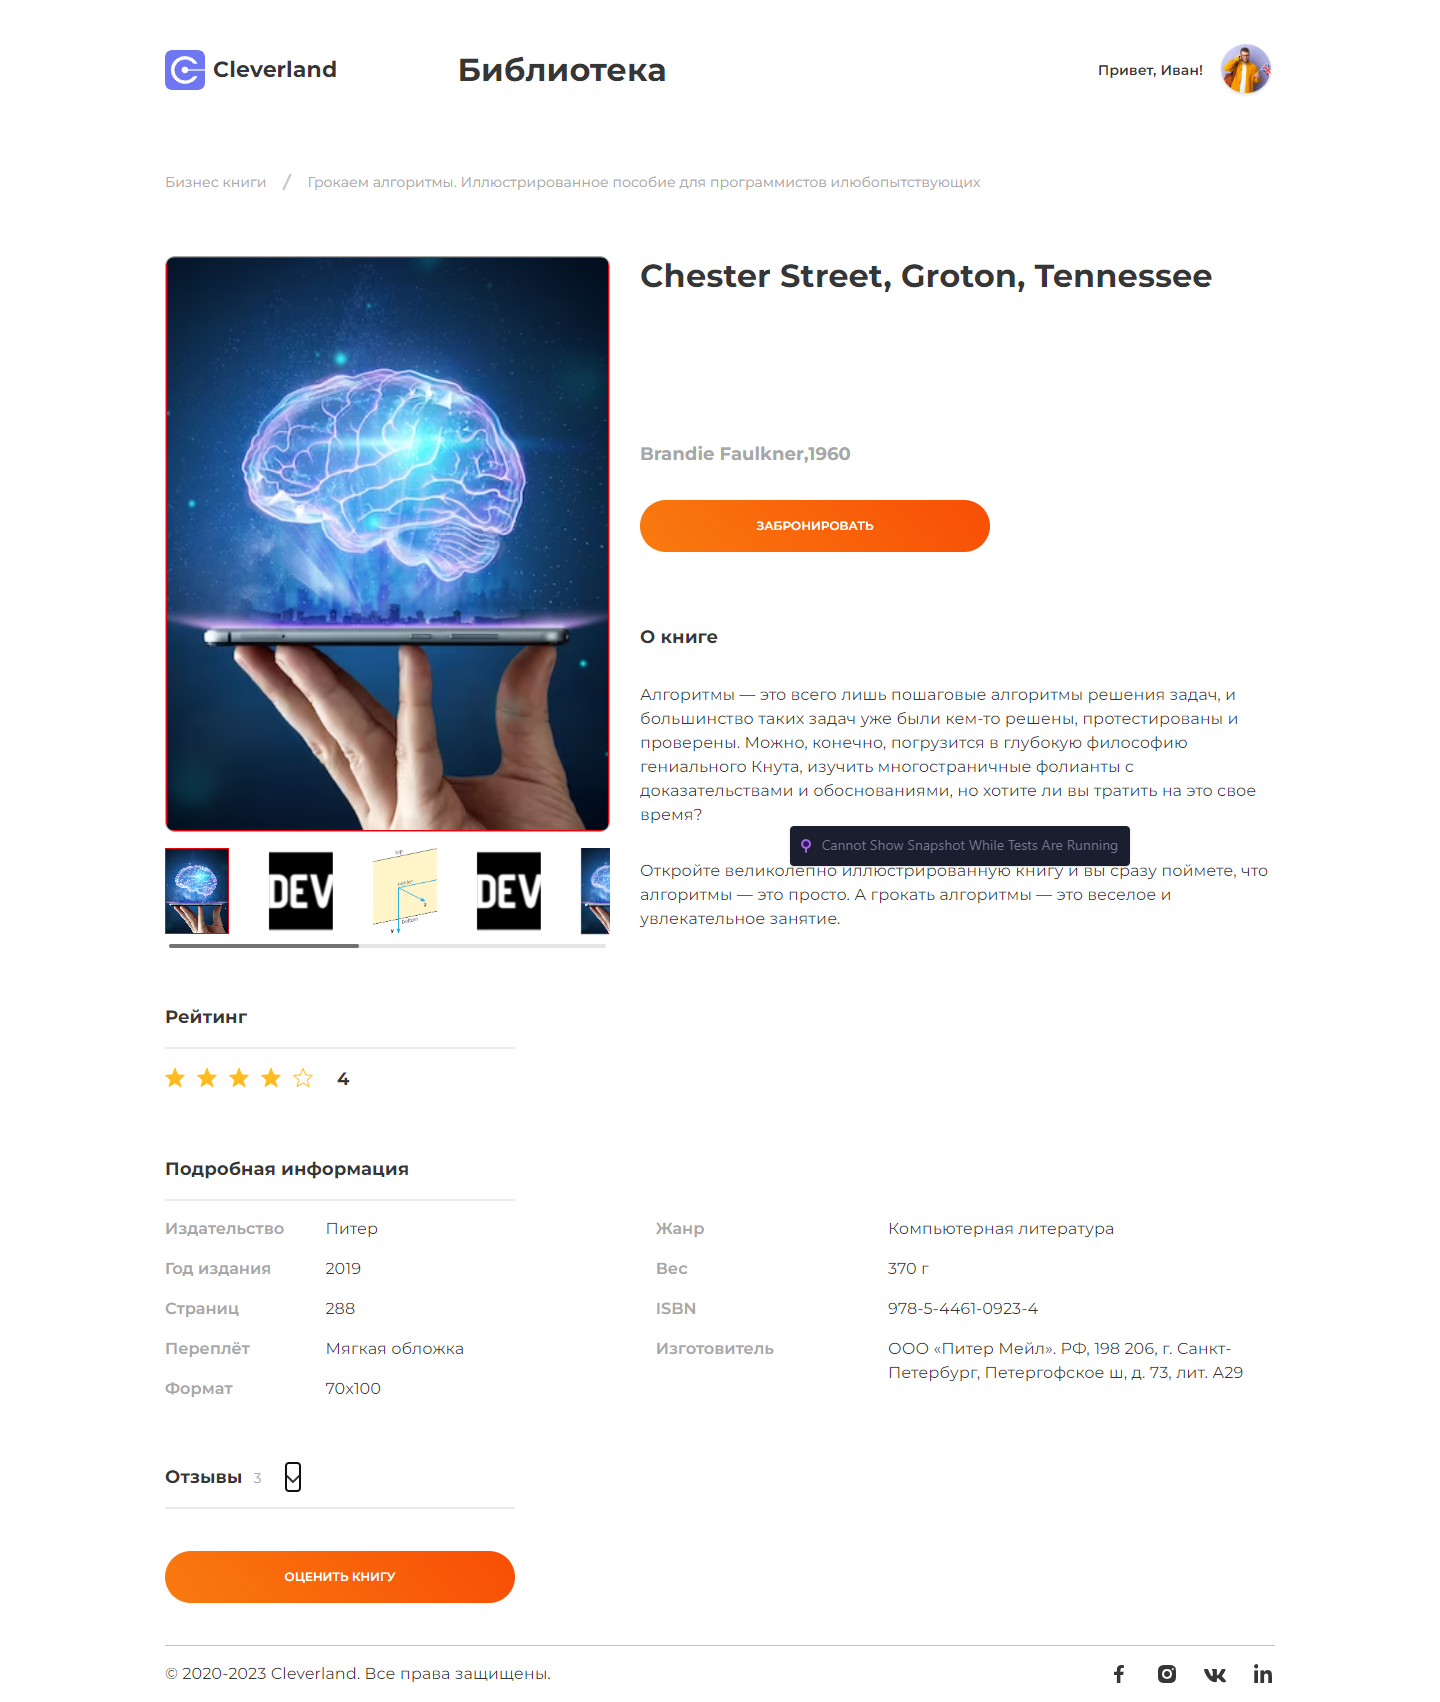 Cleverland
Библиотека
Привет, Иван!
Бизнес книги / Грокаем алгоритмы. Иллюстрированное пособие для программистов илюбопытствующих
Chester Street, Groton, Tennessee
Brandie Faulkner,1960
ЗАБРОНИРОВАТЬ
О книге
Алгоритмы — это всего лишь пошаговые алгоритмы решения задач, и
большинство таких задач уже были кем-то решены, протестированы и
проверены. Можно, конечно, погрузится в глубокую философию
гениального Кнута, изучить многостраничные фолианты с
доказательствами и обоснованиями, но хотите ли вы тратить на это свое
время?
Cannot Show Snapshot While Tests Are Running
Откройте великолепно иллюстрированную книгу и вы сразу поймете, что
алгоритмы — это просто. А грокать алгоритмы — это веселое и
увлекательное занятие.
DEV
top
center
z
bottom
y
DEV
Рейтинг
4
Подробная информация
Издательство Питер
Год издания 2019
Страниц 288
Переплёт Мягкая обложка
Формат 70x100
Жанр Компьютерная литература
Вес 370 г
ISBN 978-5-4461-0923-4
Изготовитель ООО «Питер Мейл». РФ, 198 206, г. Санкт-
Петербург, Петергофское ш, д. 73, лит. А29
Отзывы 3
ОЦЕНИТЬ КНИГУ
© 2020-2023 Cleverland. Все права защищены.